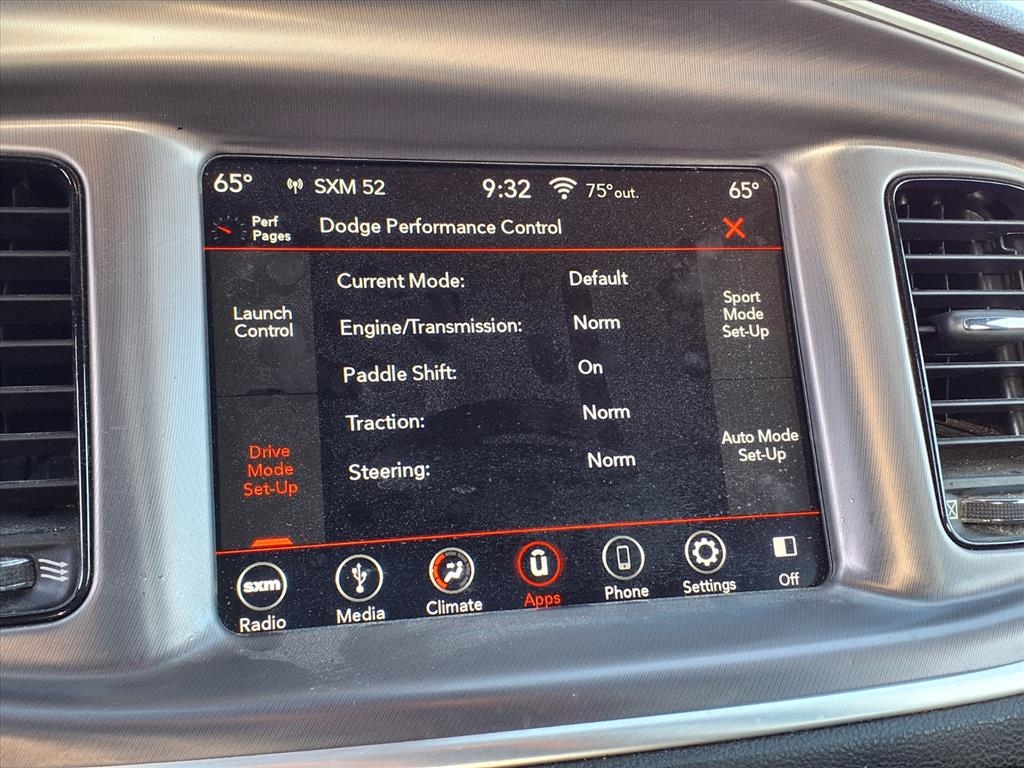 65° SXM 52 9:32 75° out. 65°
Perf
Pages
Dodge Performance Control
Launch
Control
Drive
Mode
Set-Up
Current Mode: Default
Engine/Transmission: Norm
Paddle Shift: On
Traction: Norm
Steering: Norm
Sport
Mode
Set-Up
Auto Mode
Set-Up
sxm
Radio
Media
Climate
Apps
Phone
Settings
Off